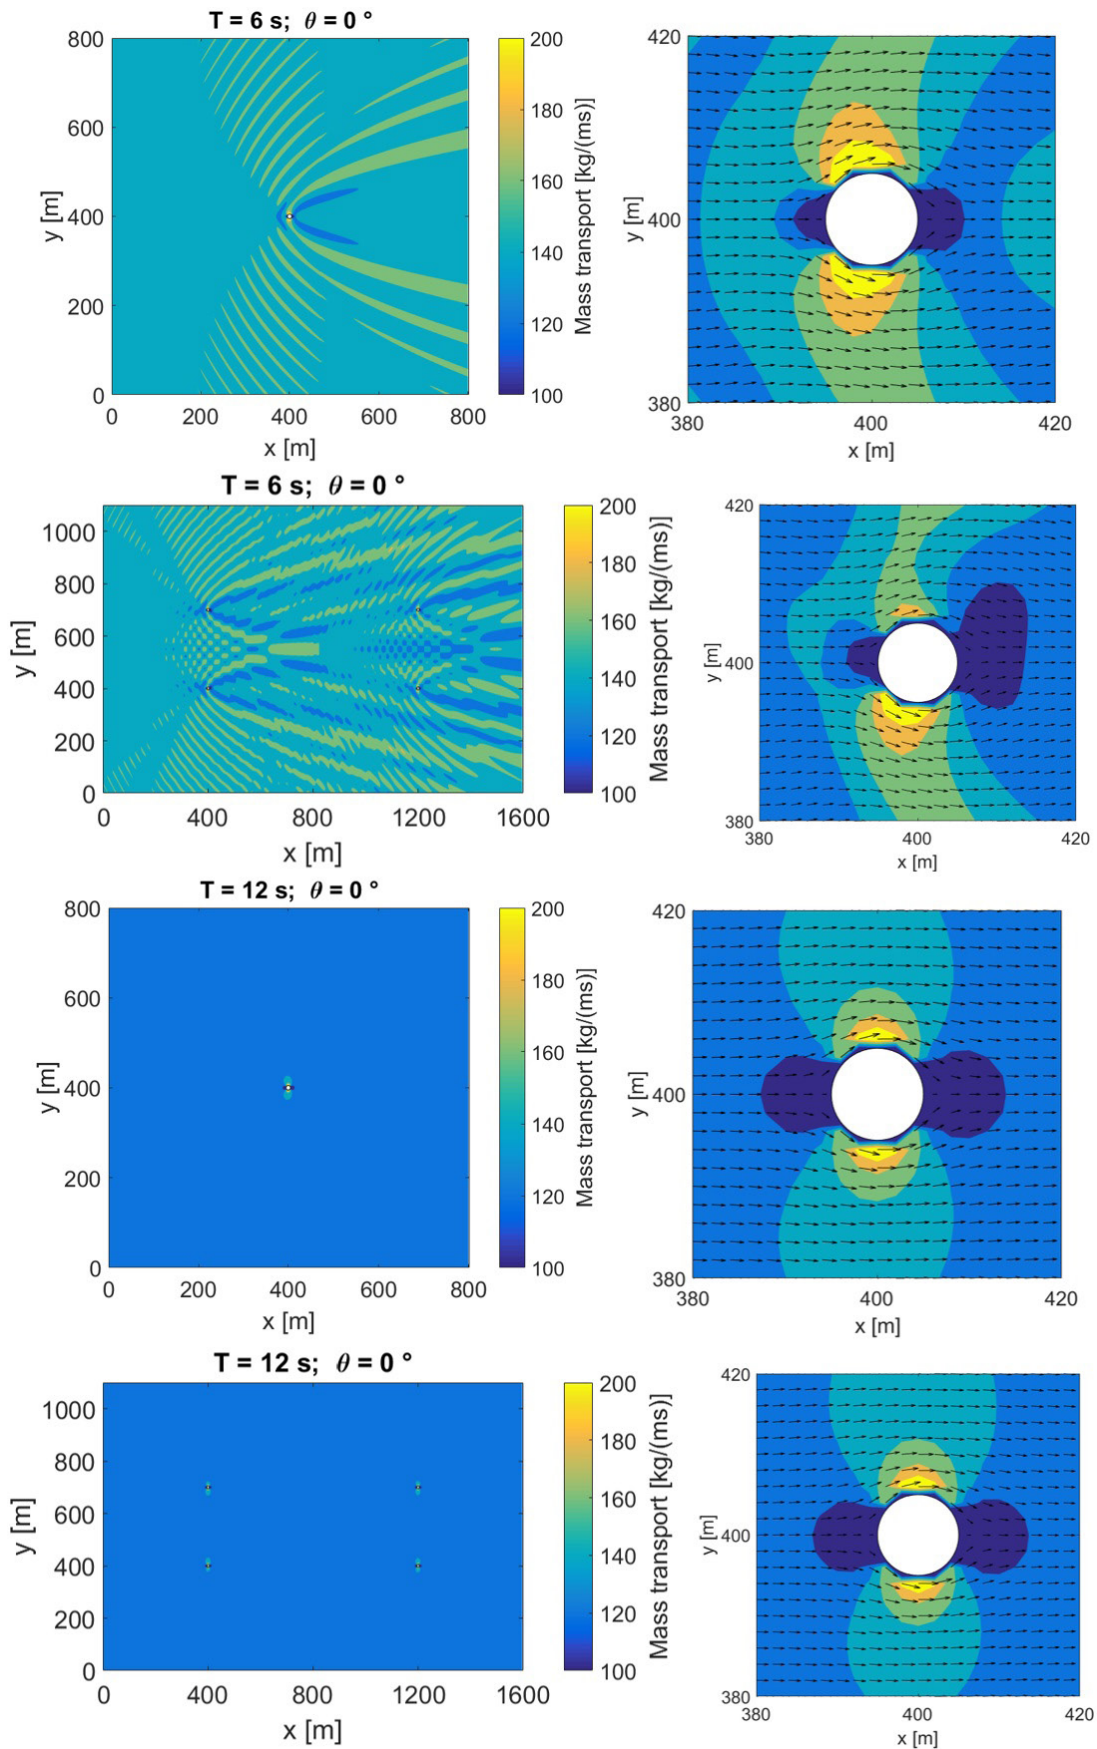 T = 6 s; θ = 0 °
800
600
400
200
0
y [m]
0 200 400 600 800
x [m]
200
180
160
140
120
100
Mass transport [kg/(ms)]
420
400
380
y [m]
380 400 420
x [m]
T = 6 s; θ = 0 °
1000
800
600
400
200
0
y [m]
0 400 800 1200 1600
x [m]
200
180
160
140
120
100
Mass transport [kg/(ms)]
420
400
380
y [m]
380 400 420
x [m]
T = 12 s; θ = 0 °
800
600
400
200
0
y [m]
0 200 400 600 800
x [m]
200
180
160
140
120
100
Mass transport [kg/(ms)]
420
400
380
y [m]
380 400 420
x [m]
T = 12 s; θ = 0 °
1000
800
600
400
200
0
y [m]
0 400 800 1200 1600
x [m]
200
180
160
140
120
100
Mass transport [kg/(ms)]
420
400
380
y [m]
380 400 420
x [m]